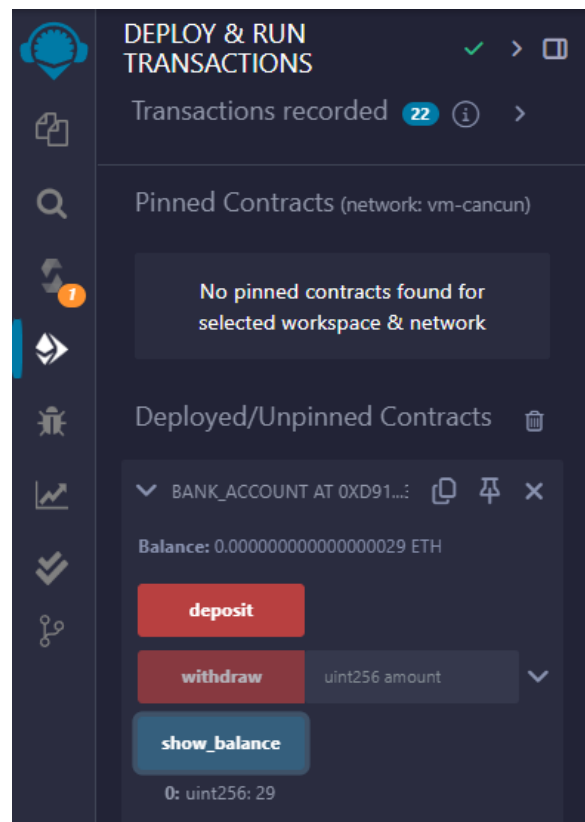 DEPLOY & RUN
TRANSACTIONS
Transactions recorded 22 i
Pinned Contracts (network: vm-cancun)
No pinned contracts found for
selected workspace & network
1
Deployed/Unpinned Contracts
BANK_ACCOUNT AT 0XD91...
Balance: 0.000000000000000029 ETH
deposit
withdraw uint256 amount
show_balance
0: uint256: 29